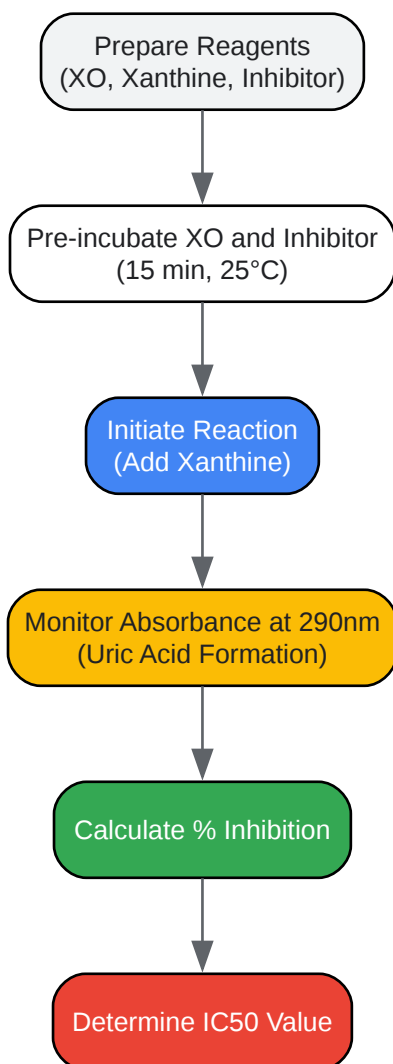 Prepare Reagents
(XO, Xanthine, Inhibitor)
Pre-incubate XO and Inhibitor
(15 min, 25°C)
Initiate Reaction
(Add Xanthine)
Monitor Absorbance at 290nm
(Uric Acid Formation)
Calculate % Inhibition
Determine IC50 Value